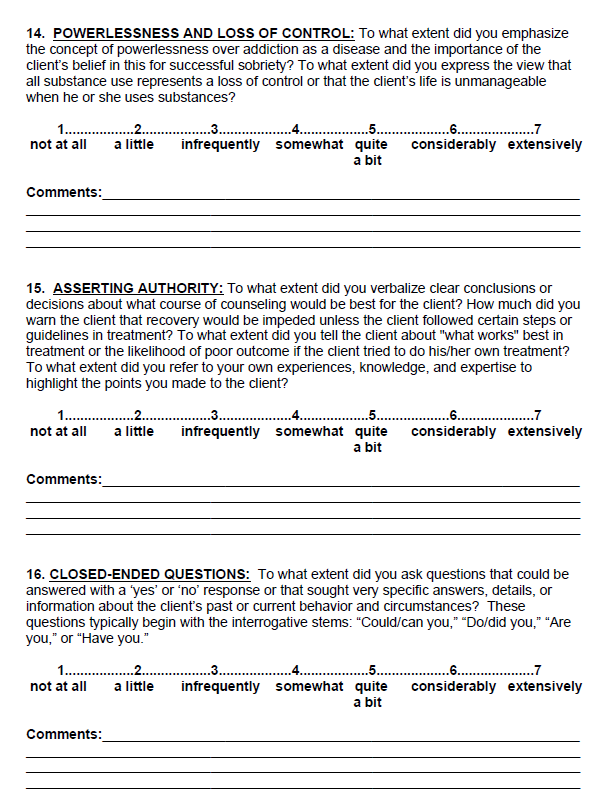 14.  POWERLESSNESS AND LOSS OF CONTROL: To what extent did you emphasize
the concept of powerlessness over addiction as a disease and the importance of the
client's belief in this for successful sobriety? To what extent did you express the view that
all substance use represents a loss of control or that the client's life is unmanageable
when he or she uses substances?
1..................2..................3...................4..................5...................6....................7
not at all a little infrequently somewhat quite considerably extensively
a bit
Comments:______________________________________________________________
15.  ASSERTING AUTHORITY: To what extent did you verbalize clear conclusions or
decisions about what course of counseling would be best for the client? How much did you
warn the client that recovery would be impeded unless the client followed certain steps or
guidelines in treatment? To what extent did you tell the client about "what works" best in
treatment or the likelihood of poor outcome if the client tried to do his/her own treatment?
To what extent did you refer to your own experiences, knowledge, and expertise to
highlight the points you made to the client?
1..................2..................3...................4..................5...................6....................7
not at all a little infrequently somewhat quite considerably extensively
a bit
Comments:______________________________________________________________
16. CLOSED-ENDED QUESTIONS:  To what extent did you ask questions that could be
answered with a ‘yes’ or ‘no’ response or that sought very specific answers, details, or
information about the client's past or current behavior and circumstances?  These
questions typically begin with the interrogative stems: “Could/can you,” “Do/did you,” “Are
you,” or “Have you.”
1..................2..................3...................4..................5...................6....................7
not at all a little infrequently somewhat quite considerably extensively
a bit
Comments:______________________________________________________________